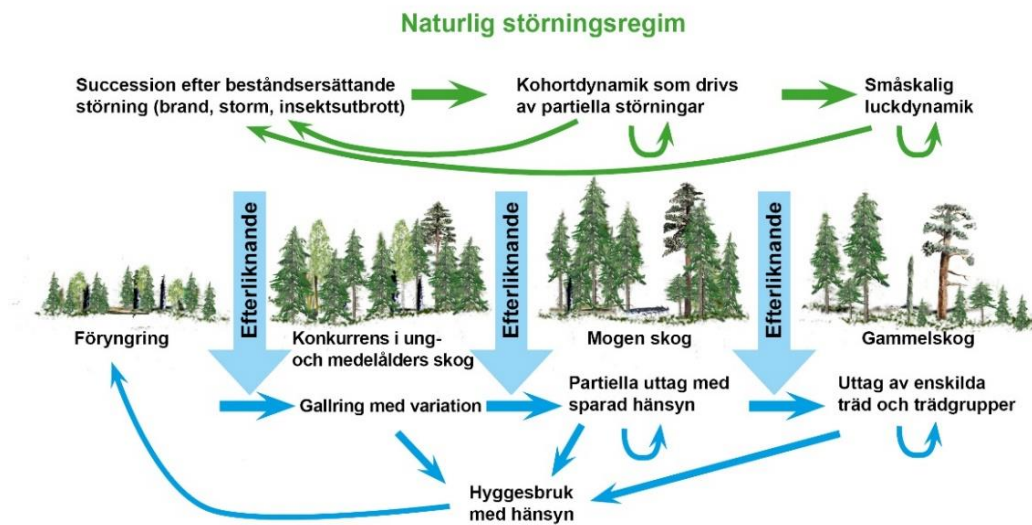 Naturlig störningsregim
Succession efter beståndsersättande
störning (brand, storm, insektsutbrott)
Kohortdynamik som drivs
av partiella störningar
Småskalig
luckdynamik
Efterliknande
Efterliknande
Efterliknande
Föryngring
Konkurrens i ung-
och medelålders skog
Mogen skog
Gammelskog
Gallring med variation
Partiella uttag med
sparad hänsyn
Uttag av enskilda
träd och trädgrupper
Hyggesbruk
med hänsyn